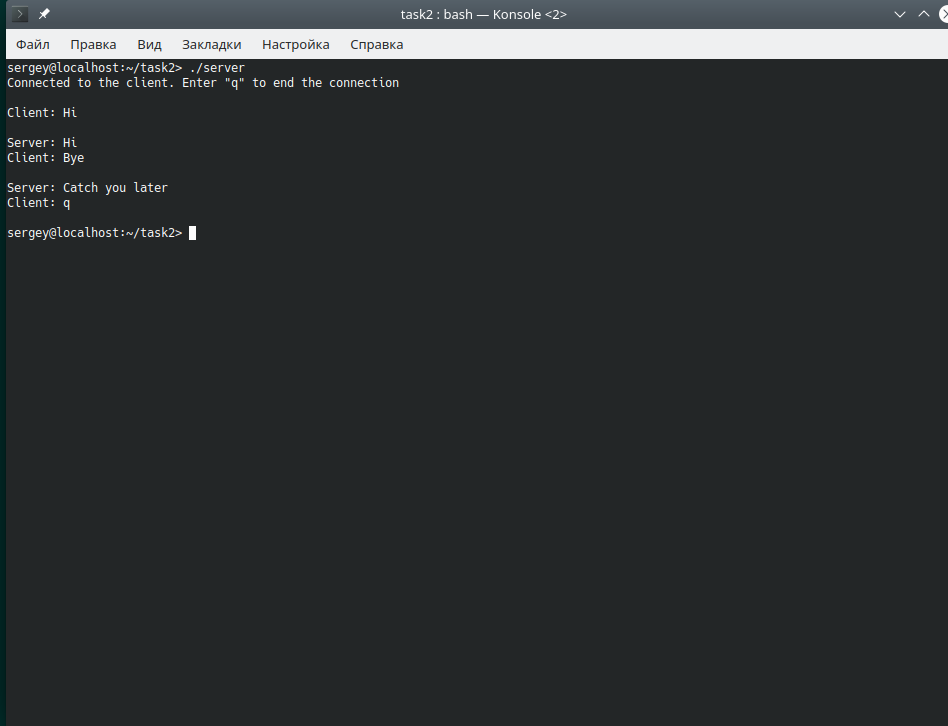 task2 : bash — Konsole <2>
Файл Правка Вид Закладки Настройка Справка
sergey@localhost:~/task2> ./server
Connected to the client. Enter "q" to end the connection
Client: Hi
Server: Hi
Client: Bye
Server: Catch you later
Client: q
sergey@localhost:~/task2>